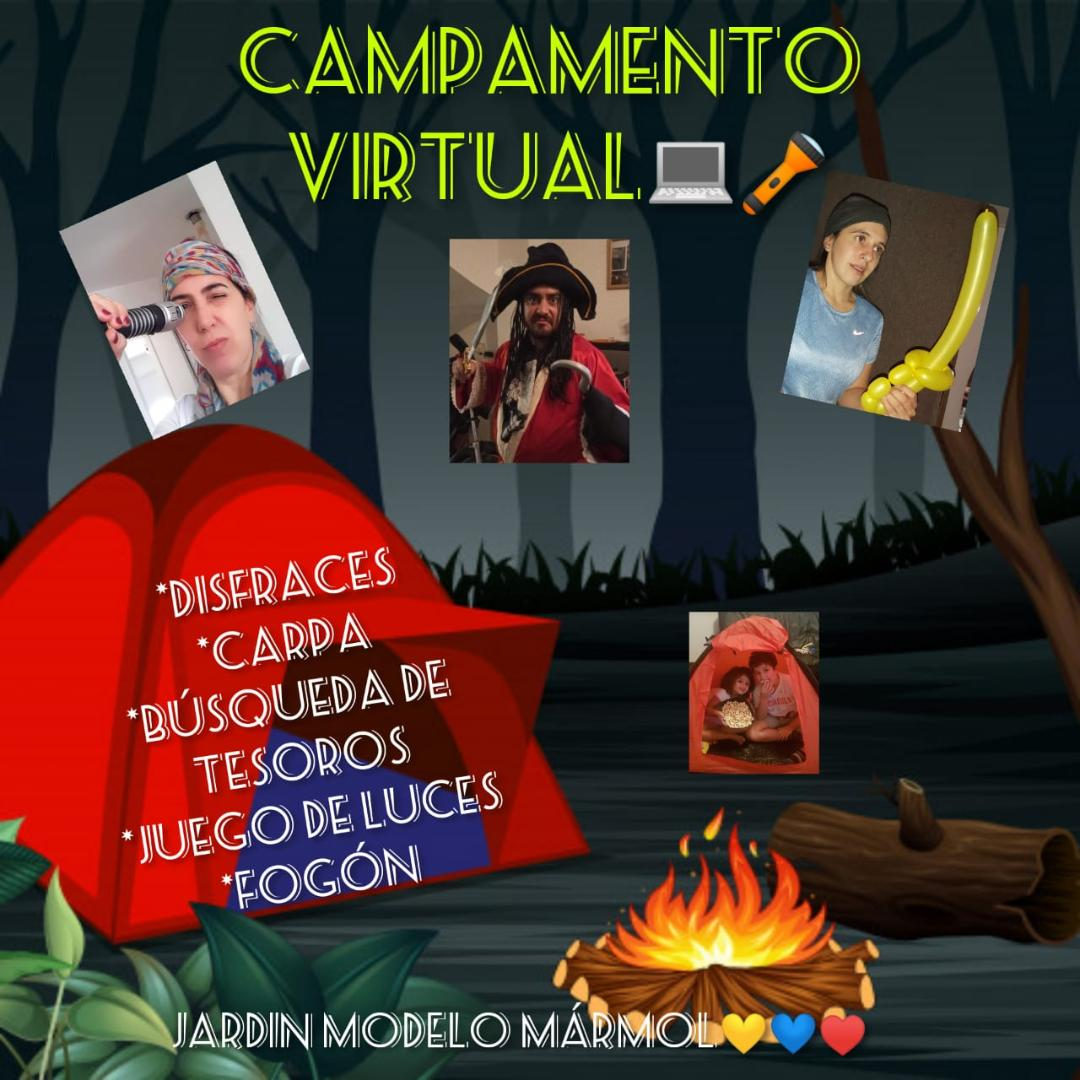 CAMPAMENTO
VIRTUAL💻🔦
*DISFRACES
*CARPA
*BÚSQUEDA DE
TESOROS
*JUEGO DE LUCES
*FOGÓN
JARDIN MODELO MÁRMOL💛💙❤️